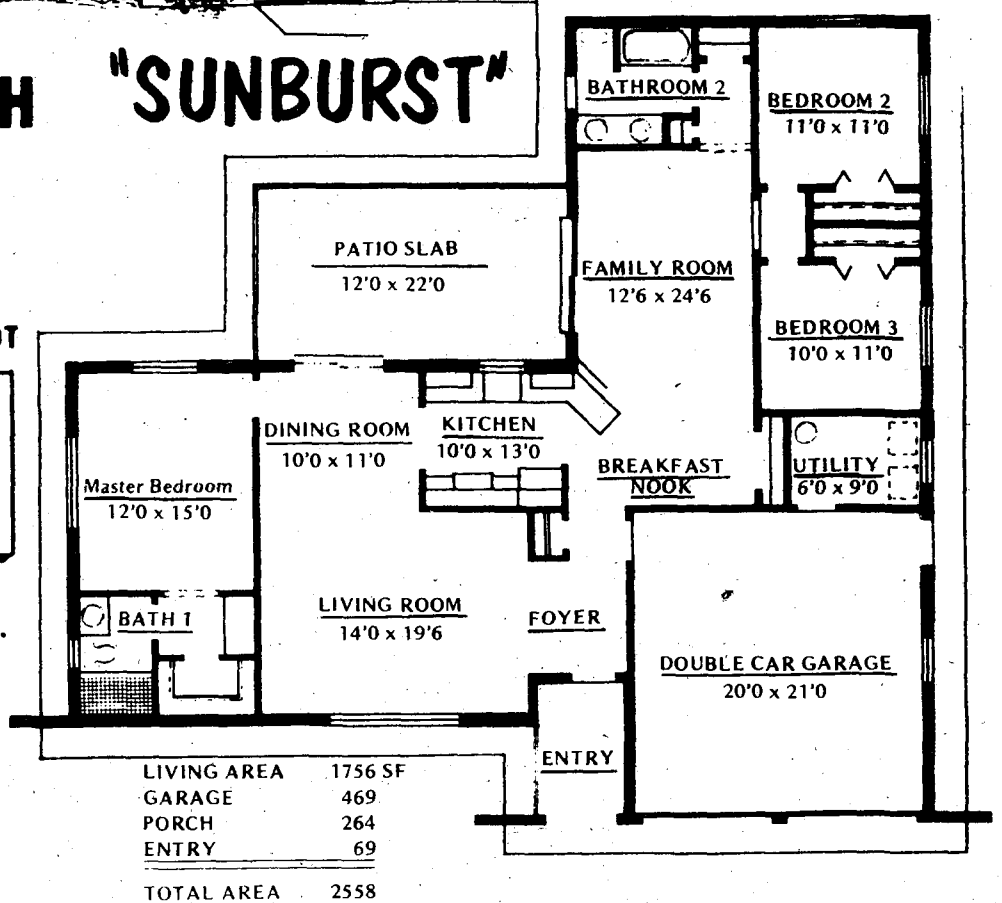 H "SUNBURST"
BATHROOM 2
BEDROOM 2
11'0 x 11'0
PATIO SLAB
12'0 x 22'0
FAMILY ROOM
12'6 x 24'6
BEDROOM 3
10'0 x 11'0
DINING ROOM
10'0 x 11'0
KITCHEN
10'0 x 13'0
BREAKFAST
NOOK
UTILITY
6'0 x 9'0
Master Bedroom
12'0 x 15'0
BATH 1
LIVING ROOM
14'0 x 19'6
FOYER
DOUBLE CAR GARAGE
20'0 x 21'0
ENTRY
LIVING AREA 1756 SF
GARAGE 469
PORCH 264
ENTRY 69
TOTAL AREA 2558